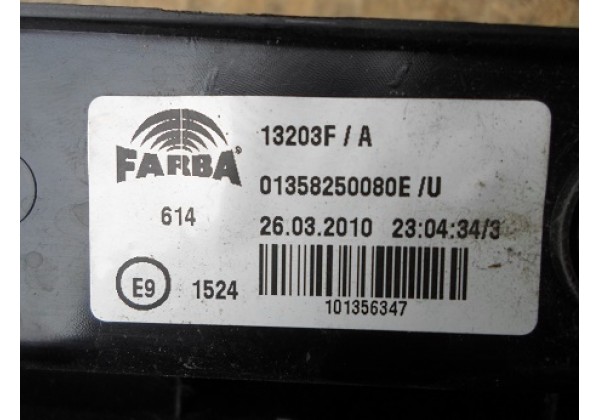 FARBA
614
E9
1524
13203F / A
01358250080E /U
26.03.2010 23:04:34/3
101356347